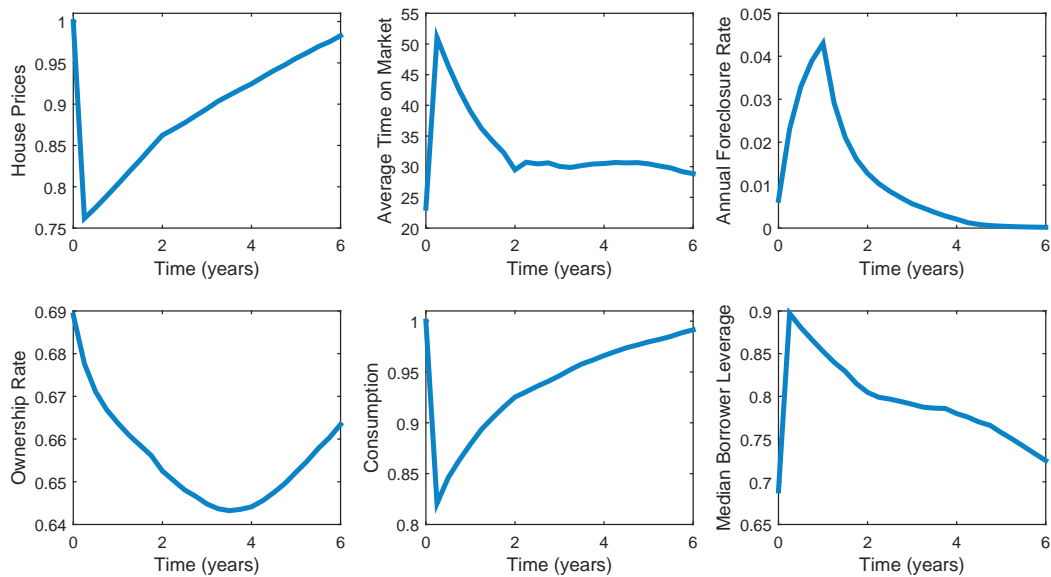 House Prices
1
0.95
0.9
0.85
0.8
0.75
0 2 4 6
Time (years)
Average Time on Market
55
50
45
40
35
30
25
20
0 2 4 6
Time (years)
Annual Foreclosure Rate
0.05
0.04
0.03
0.02
0.01
0
0 2 4 6
Time (years)
Ownership Rate
0.69
0.68
0.67
0.66
0.65
0.64
0 2 4 6
Time (years)
Consumption
1
0.95
0.9
0.85
0.8
0 2 4 6
Time (years)
Median Borrower Leverage
0.9
0.85
0.8
0.75
0.7
0.65
0 2 4 6
Time (years)